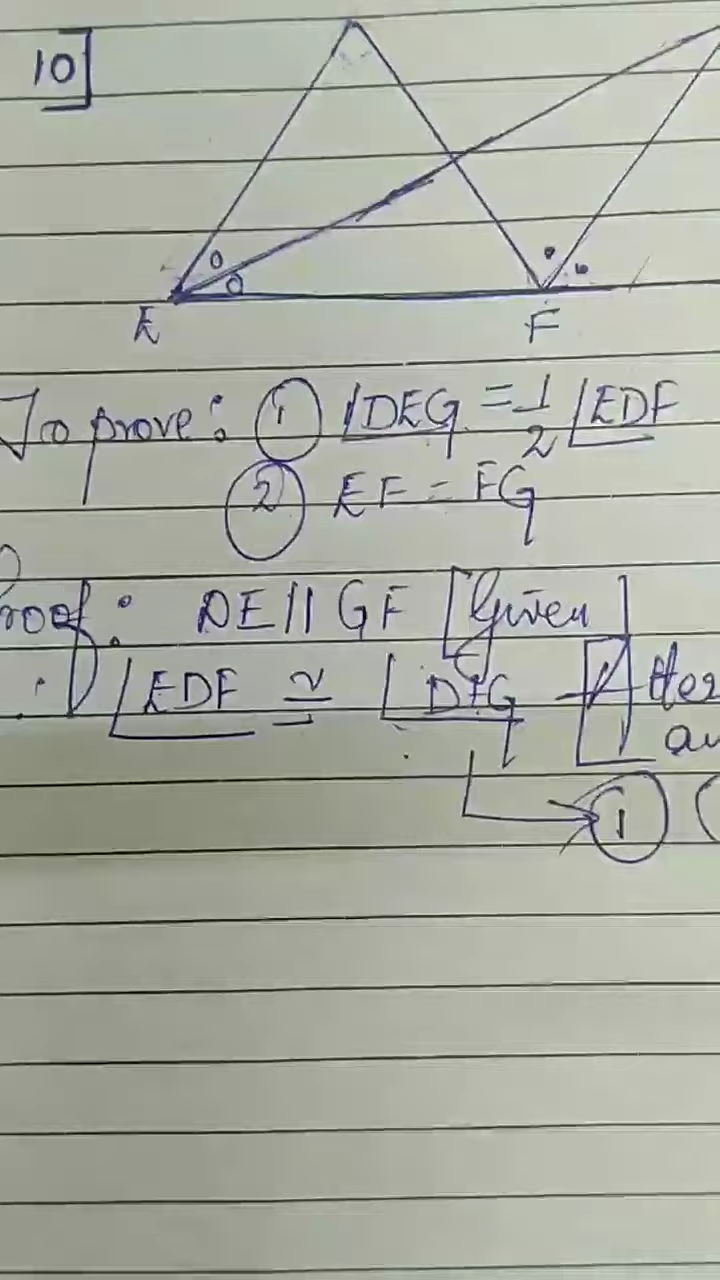 10]
E F
To prove: ① ∠DEG = 1/2 ∠EDF
② EF = FG
Proof: DE || GF [Given]
∴ ∠EDF ≅ ∠DFG
①